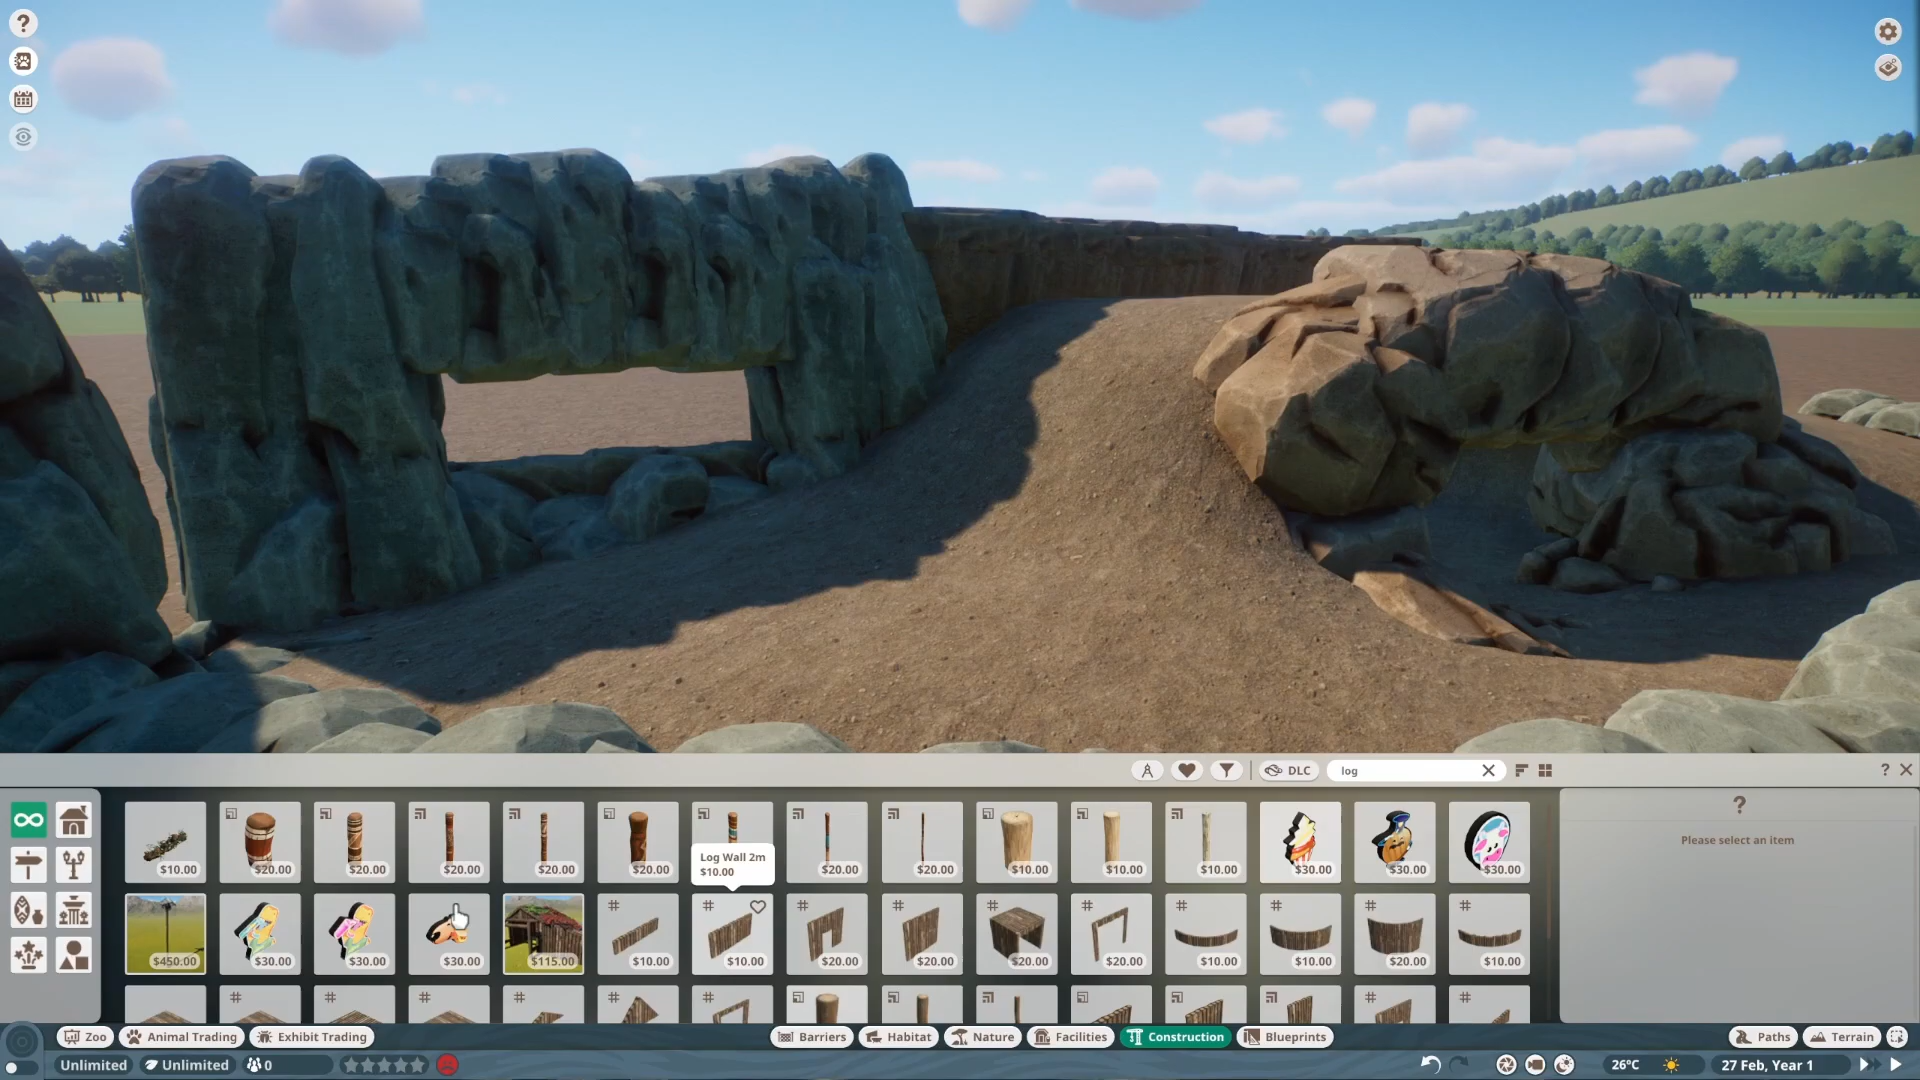 ?
DLC
log
?
?
Please select an item
$10.00
$20.00
$20.00
$20.00
$20.00
$20.00
Log Wall 2m
$10.00
$20.00
$20.00
$10.00
$10.00
$10.00
$30.00
$30.00
$30.00
$450.00
$30.00
$30.00
$30.00
$115.00
$10.00
$10.00
$20.00
$20.00
$20.00
$20.00
$10.00
$10.00
$20.00
$10.00
Zoo
Animal Trading
Exhibit Trading
Barriers
Habitat
Nature
Facilities
Construction
Blueprints
Paths
Terrain
Unlimited
Unlimited
0
26°C
27 Feb, Year 1